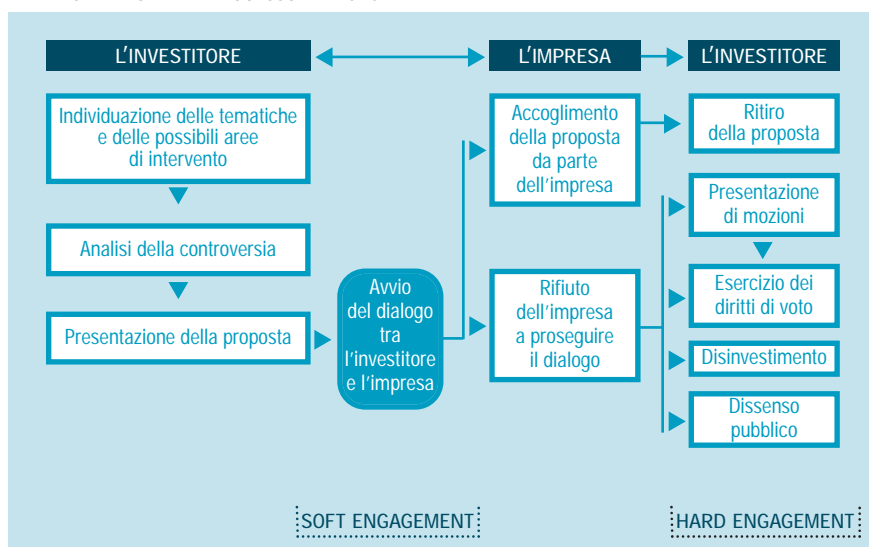 L'INVESTITORE
L'IMPRESA
L'INVESTITORE
Individuazione delle tematiche
e delle possibili aree
di intervento
Analisi della controversia
Presentazione della proposta
Avvio
del dialogo
tra
l'investitore
e l'impresa
Accoglimento
della proposta
da parte
dell'impresa
Rifiuto
dell'impresa
a proseguire
il dialogo
Ritiro
della proposta
Presentazione
di mozioni
Esercizio dei
diritti di voto
Disinvestimento
Dissenso
pubblico
SOFT ENGAGEMENT
HARD ENGAGEMENT